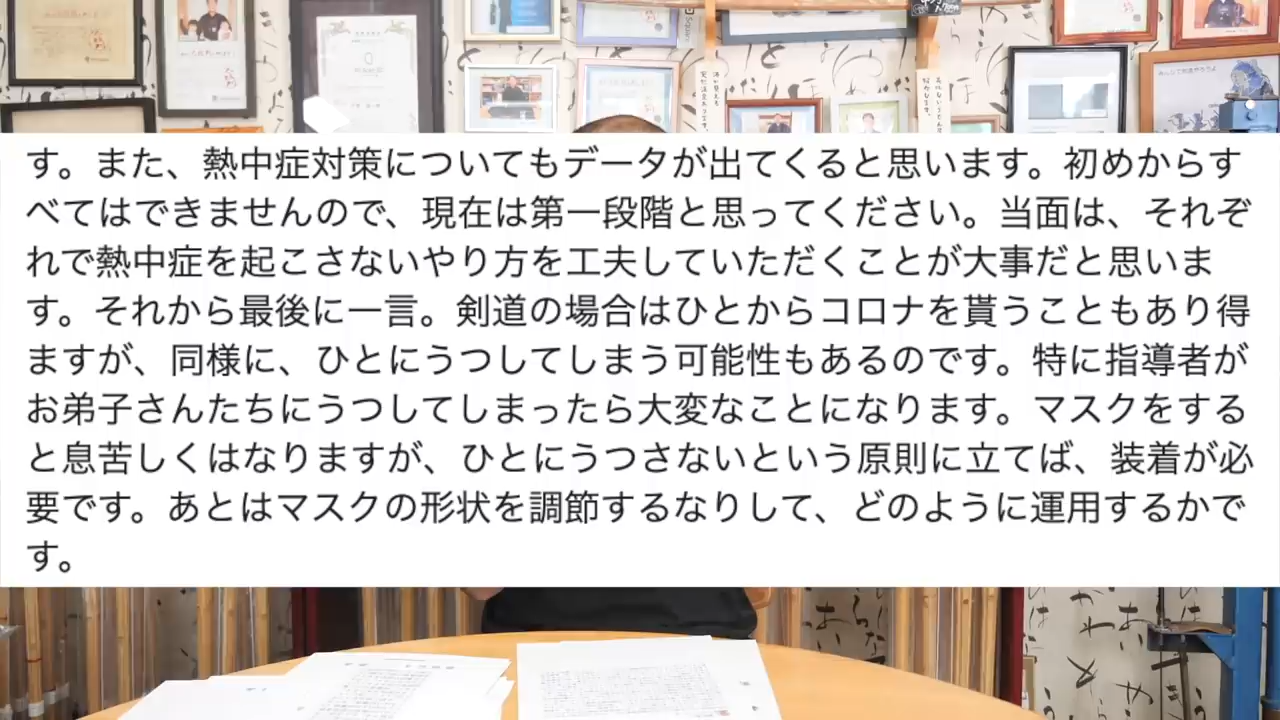 す。また、熱中症対策についてもデータが出てくると思います。初めからす
べてはできませんので、現在は第一段階と思ってください。当面は、それぞ
れで熱中症を起こさないやり方を工夫していただくことが大事だと思いま
す。それから最後に一言。剣道の場合はひとからコロナを貰うこともあり得
ますが、同様に、ひとにうつしてしまう可能性もあるのです。特に指導者が
お弟子さんたちにうつしてしまったら大変なことになります。マスクをする
と息苦しくはなりますが、ひとにうつさないという原則に立てば、装着が必
要です。あとはマスクの形状を調節するなりして、どのように運用するかで
す。